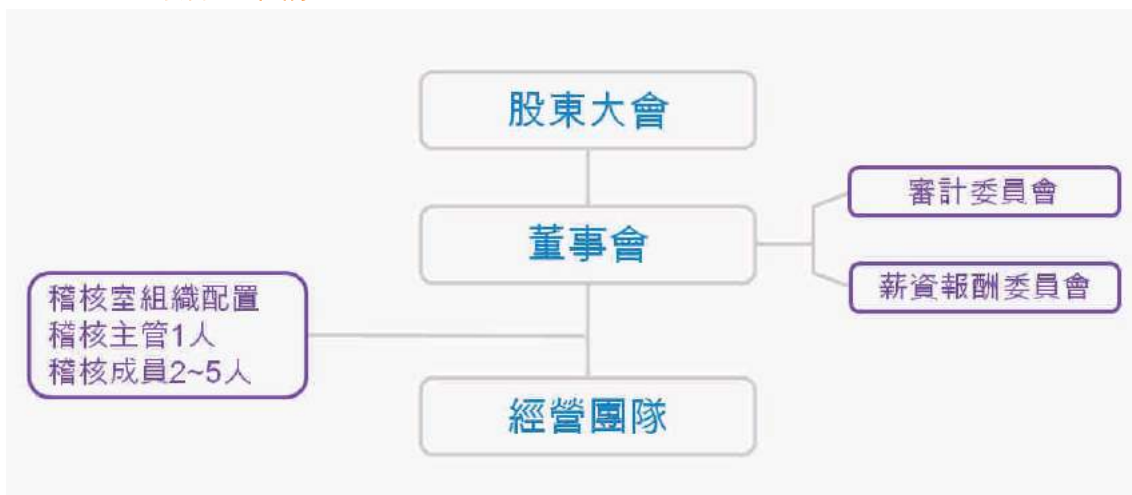 股東大會
審計委員會
董事會
薪資報酬委員會
稽核室組織配置
稽核主管1人
稽核成員2~5人
經營團隊